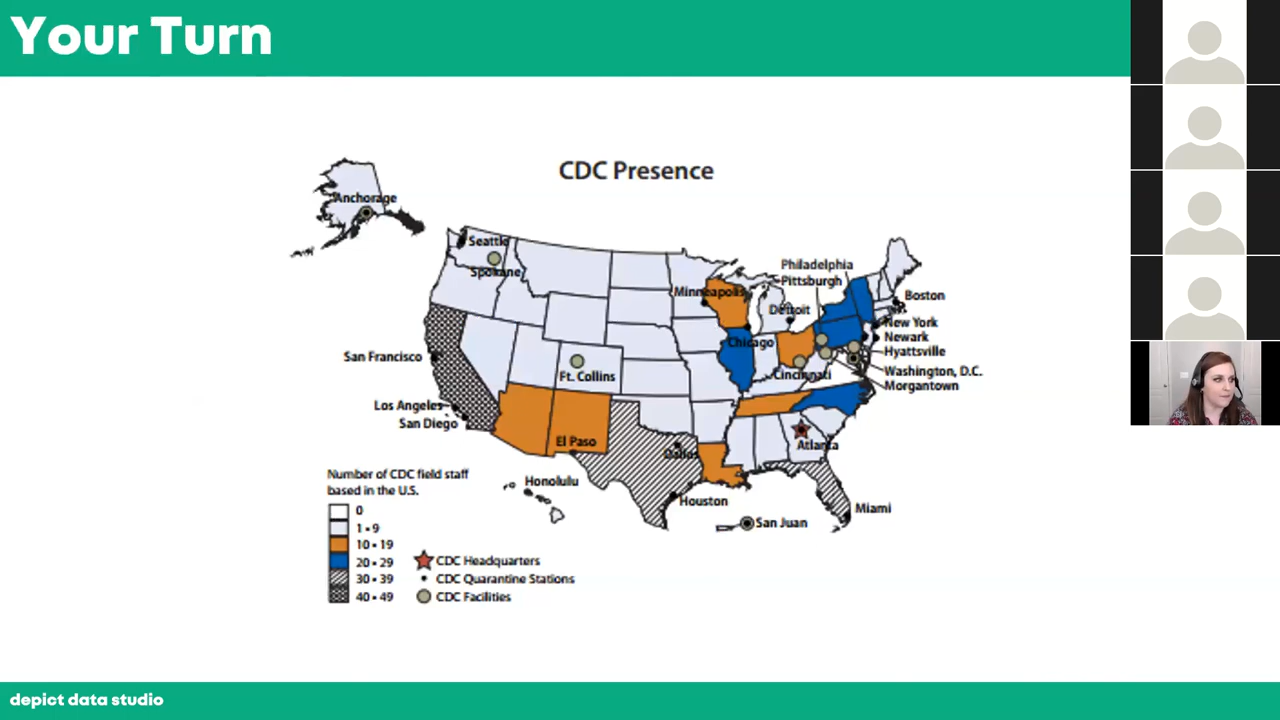 Your Turn
CDC Presence
Anchorage
Seattle
Spokane
Minneapolis
Philadelphia
Pittsburgh
Detroit
Boston
New York
Newark
Hyattsville
Washington, D.C.
Morgantown
Chicago
Cincinnati
San Francisco
Ft. Collins
Los Angeles
San Diego
El Paso
Dallas
Atlanta
Honolulu
Houston
San Juan
Miami
Number of CDC field staff
based in the U.S.
0
1 • 9
10 • 19
20 • 29
30 • 39
40 • 49
CDC Headquarters
CDC Quarantine Stations
CDC Facilities
depict data studio